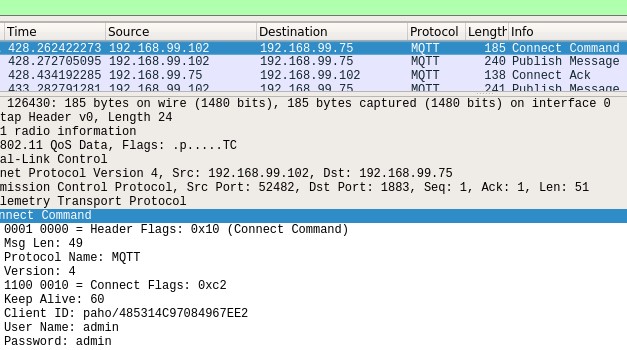 Time Source Destination Protocol Length Info
428.262422273 192.168.99.102 192.168.99.75 MQTT 185 Connect Command
428.272705095 192.168.99.102 192.168.99.75 MQTT 240 Publish Message
428.434192285 192.168.99.75 192.168.99.102 MQTT 138 Connect Ack
433.282791281 192.168.99.102 192.168.99.75 MQTT 241 Publish Message
126430: 185 bytes on wire (1480 bits), 185 bytes captured (1480 bits) on interface 0
tap Header v0, Length 24
1 radio information
802.11 QoS Data, Flags: .p.....TC
al-Link Control
net Protocol Version 4, Src: 192.168.99.102, Dst: 192.168.99.75
mission Control Protocol, Src Port: 52482, Dst Port: 1883, Seq: 1, Ack: 1, Len: 51
lemetry Transport Protocol
nnect Command
0001 0000 = Header Flags: 0x10 (Connect Command)
Msg Len: 49
Protocol Name: MQTT
Version: 4
1100 0010 = Connect Flags: 0xc2
Keep Alive: 60
Client ID: paho/485314C97084967EE2
User Name: admin
Password: admin